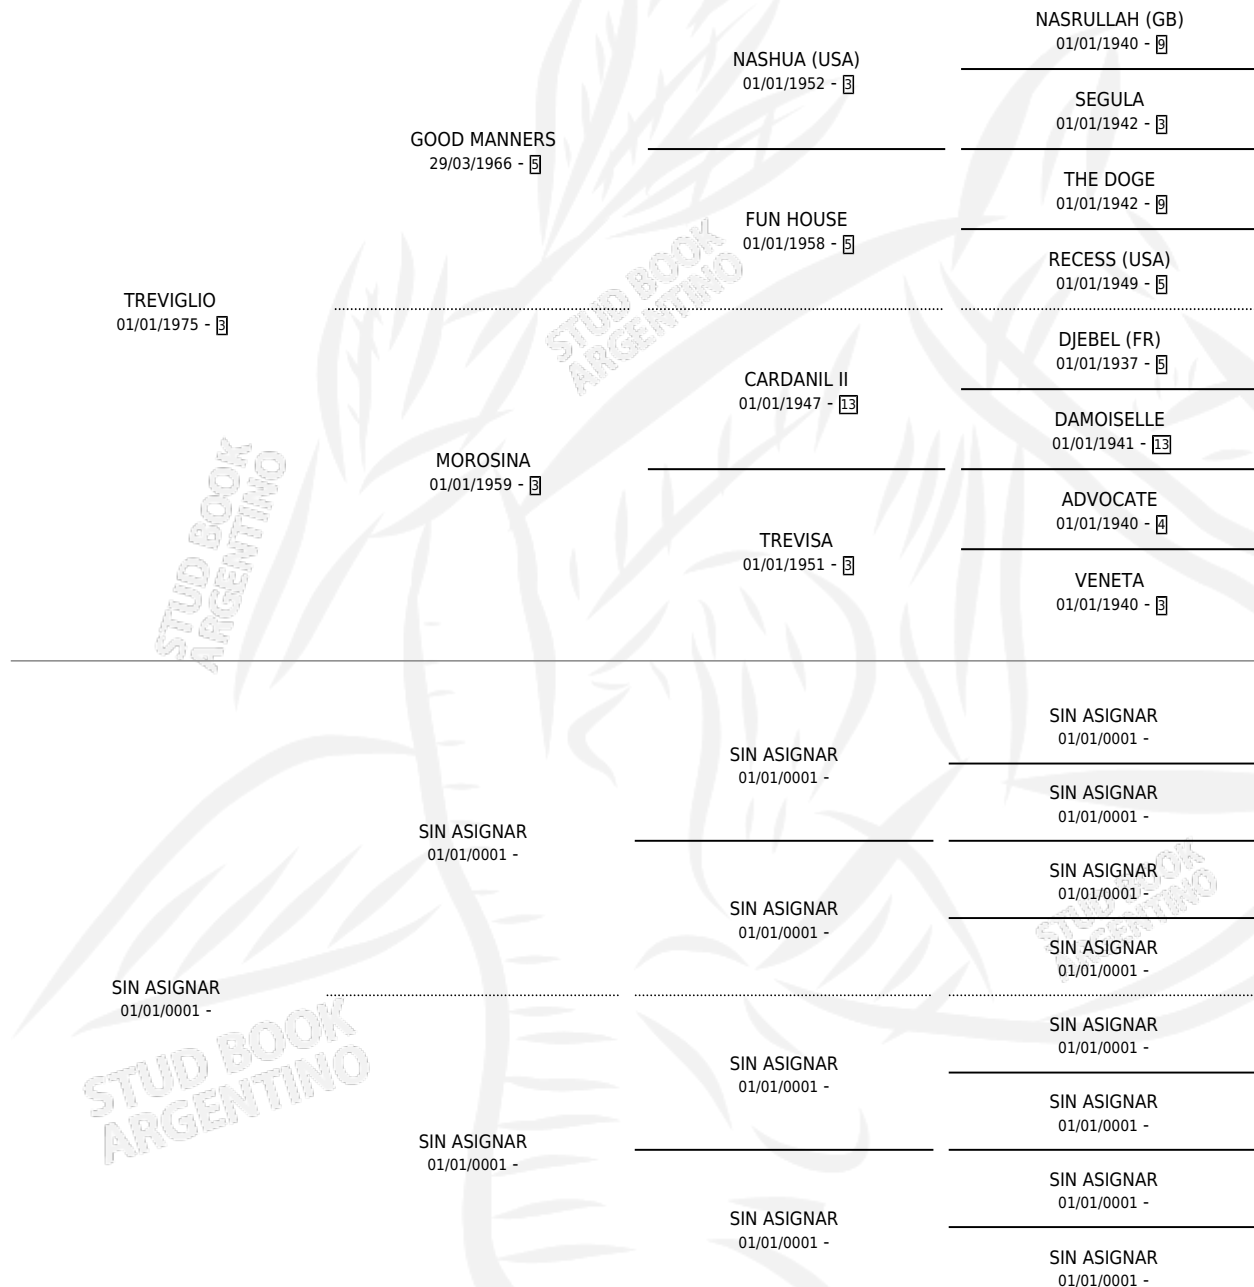 NASRULLAH (GB)
01/01/1940 - 9
NASHUA (USA)
01/01/1952 - 3
SEGULA
01/01/1942 - 3
GOOD MANNERS
29/03/1966 - 5
THE DOGE
01/01/1942 - 9
FUN HOUSE
01/01/1958 - 5
RECESS (USA)
01/01/1949 - 5
TREVIGLIO
01/01/1975 - 3
DJEBEL (FR)
01/01/1937 - 5
CARDANIL II
01/01/1947 - 13
DAMOISELLE
01/01/1941 - 13
MOROSINA
01/01/1959 - 3
ADVOCATE
01/01/1940 - 4
TREVISA
01/01/1951 - 3
VENETA
01/01/1940 - 3
STUD BOOK
ARGENTINO
STUD BOOK
ARGENTINO
SIN ASIGNAR
01/01/0001 -
SIN ASIGNAR
01/01/0001 -
SIN ASIGNAR
01/01/0001 -
SIN ASIGNAR
01/01/0001 -
SIN ASIGNAR
01/01/0001 -
SIN ASIGNAR
01/01/0001 -
SIN ASIGNAR
01/01/0001 -
SIN ASIGNAR
01/01/0001 -
SIN ASIGNAR
01/01/0001 -
SIN ASIGNAR
01/01/0001 -
SIN ASIGNAR
01/01/0001 -
SIN ASIGNAR
01/01/0001 -
SIN ASIGNAR
01/01/0001 -
SIN ASIGNAR
01/01/0001 -
SIN ASIGNAR
01/01/0001 -
STUD BOOK
ARGENTINO
STUD BOOK
ARGENTINO